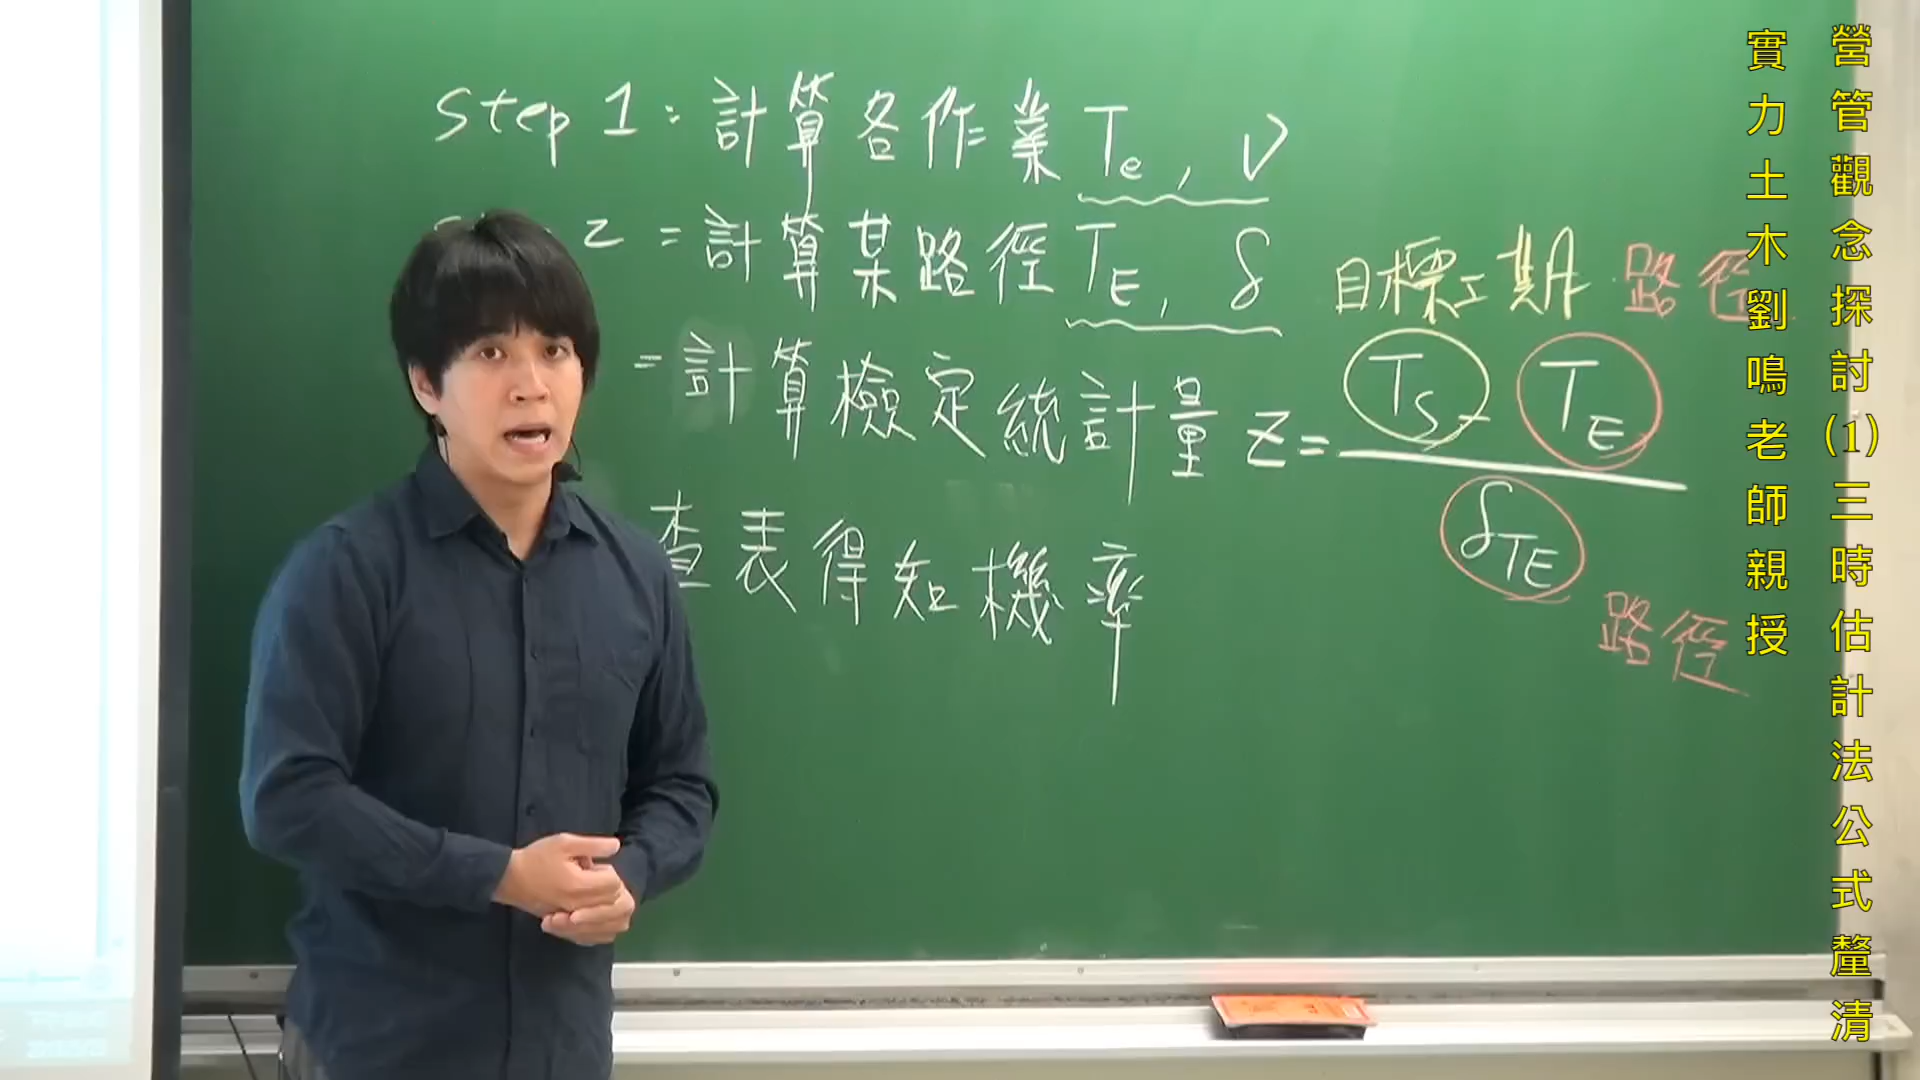 Step 1：計算各作業 Te, V
2 = 計算某路徑 TE, δ
= 計算檢定統計量 Z = (TS - TE) / δTE
目標工期 路徑
路徑
查表得知機率
營管觀念探討(1)三時估計法公式釐清
實力土木劉鳴老師親授